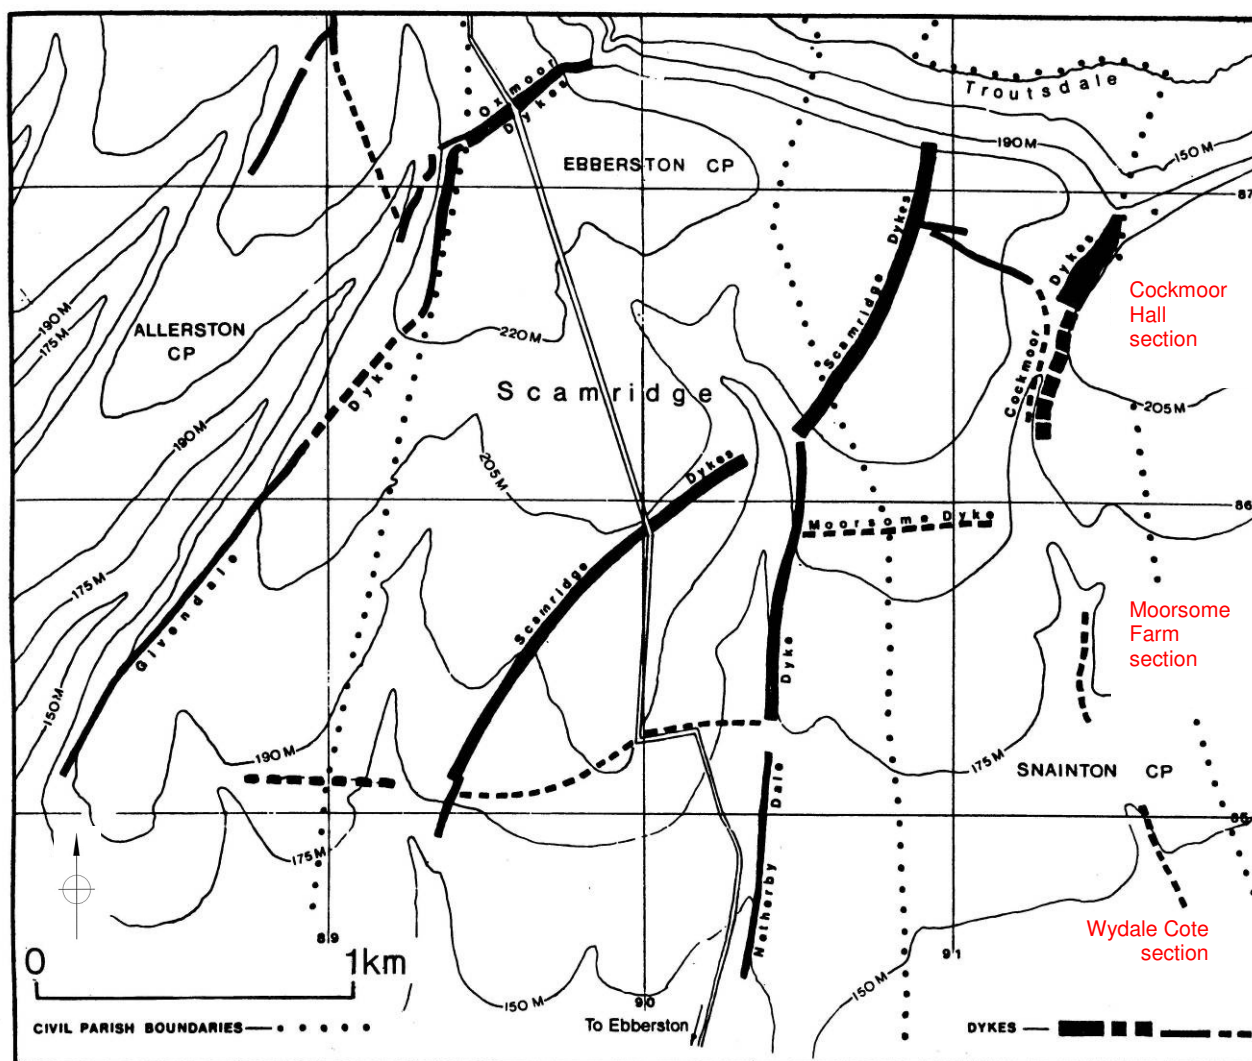 Oxmoor
Dykes
Troutsdale
190M
150M
EBBERSTON CP
87
Dykes
Scamridge
Dykes
Cockmoor
Cockmoor
Hall
section
190M
175M
ALLERSTON
CP
220M
Dyke
Scamridge
205M
190M
205M
Dykes
86
Moorsome Dyke
175M
Givendale
Scamridge
Dyke
Moorsome
Farm
section
150M
190M
175M
SNAINTON CP
Dale
85
175M
Netherby
Wydale Cote
section
89
91
0
1km
150M
90
150M
CIVIL PARISH BOUNDARIES
To Ebberston
DYKES